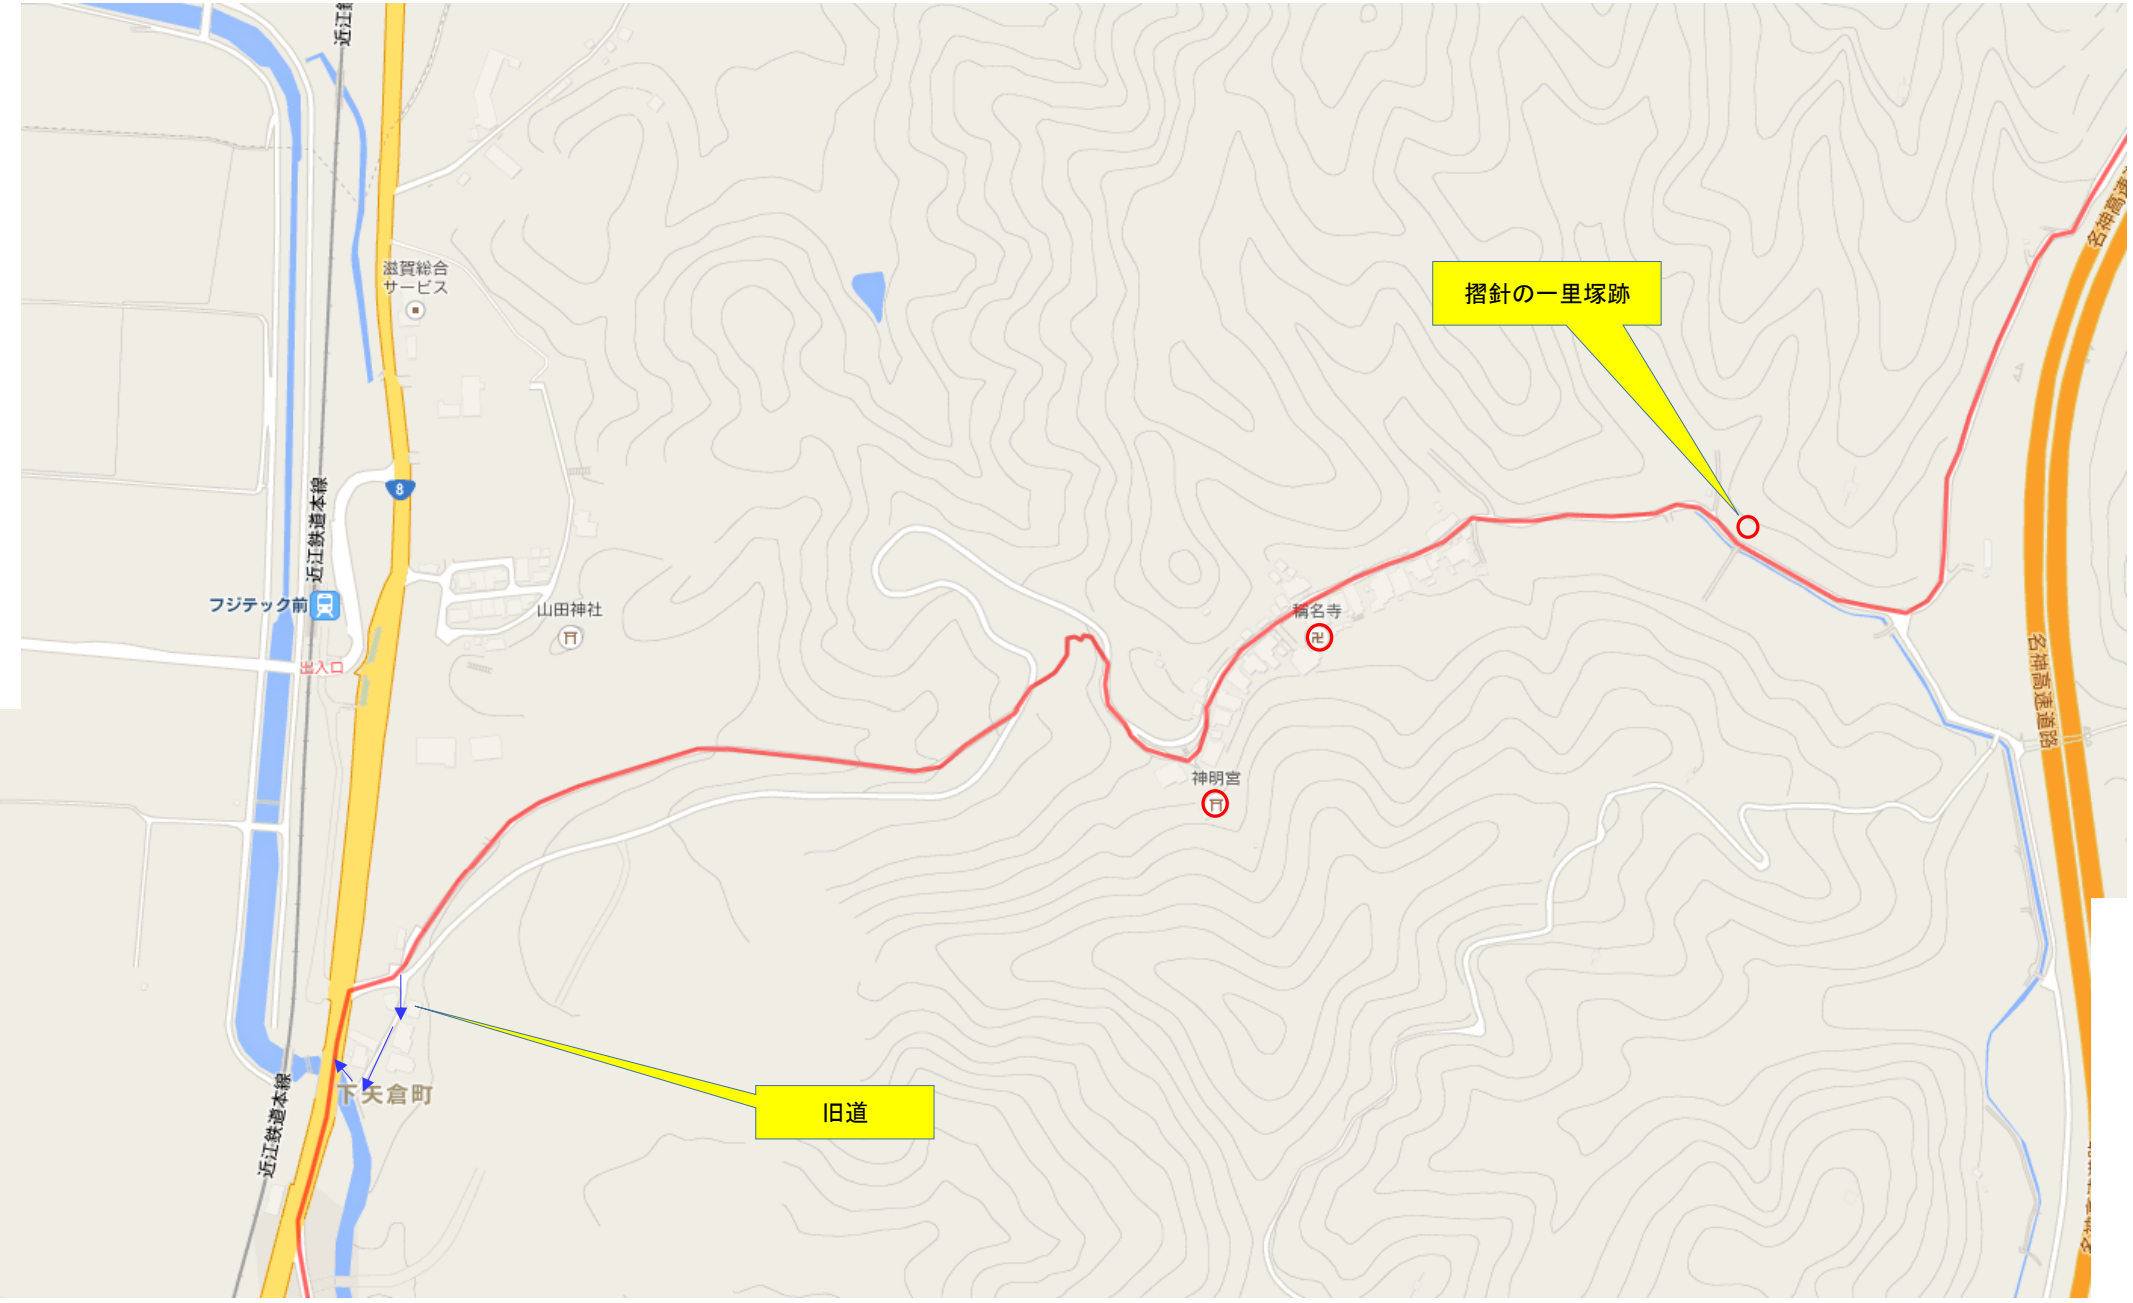 近江鉄
名神高速道
滋賀総合
サービス
摺針の一里塚跡
8
近江鉄道本線
フジテック前
山田神社
称名寺
出入口
名神高速道路
神明宮
下矢倉町
近江鉄道本線
旧道